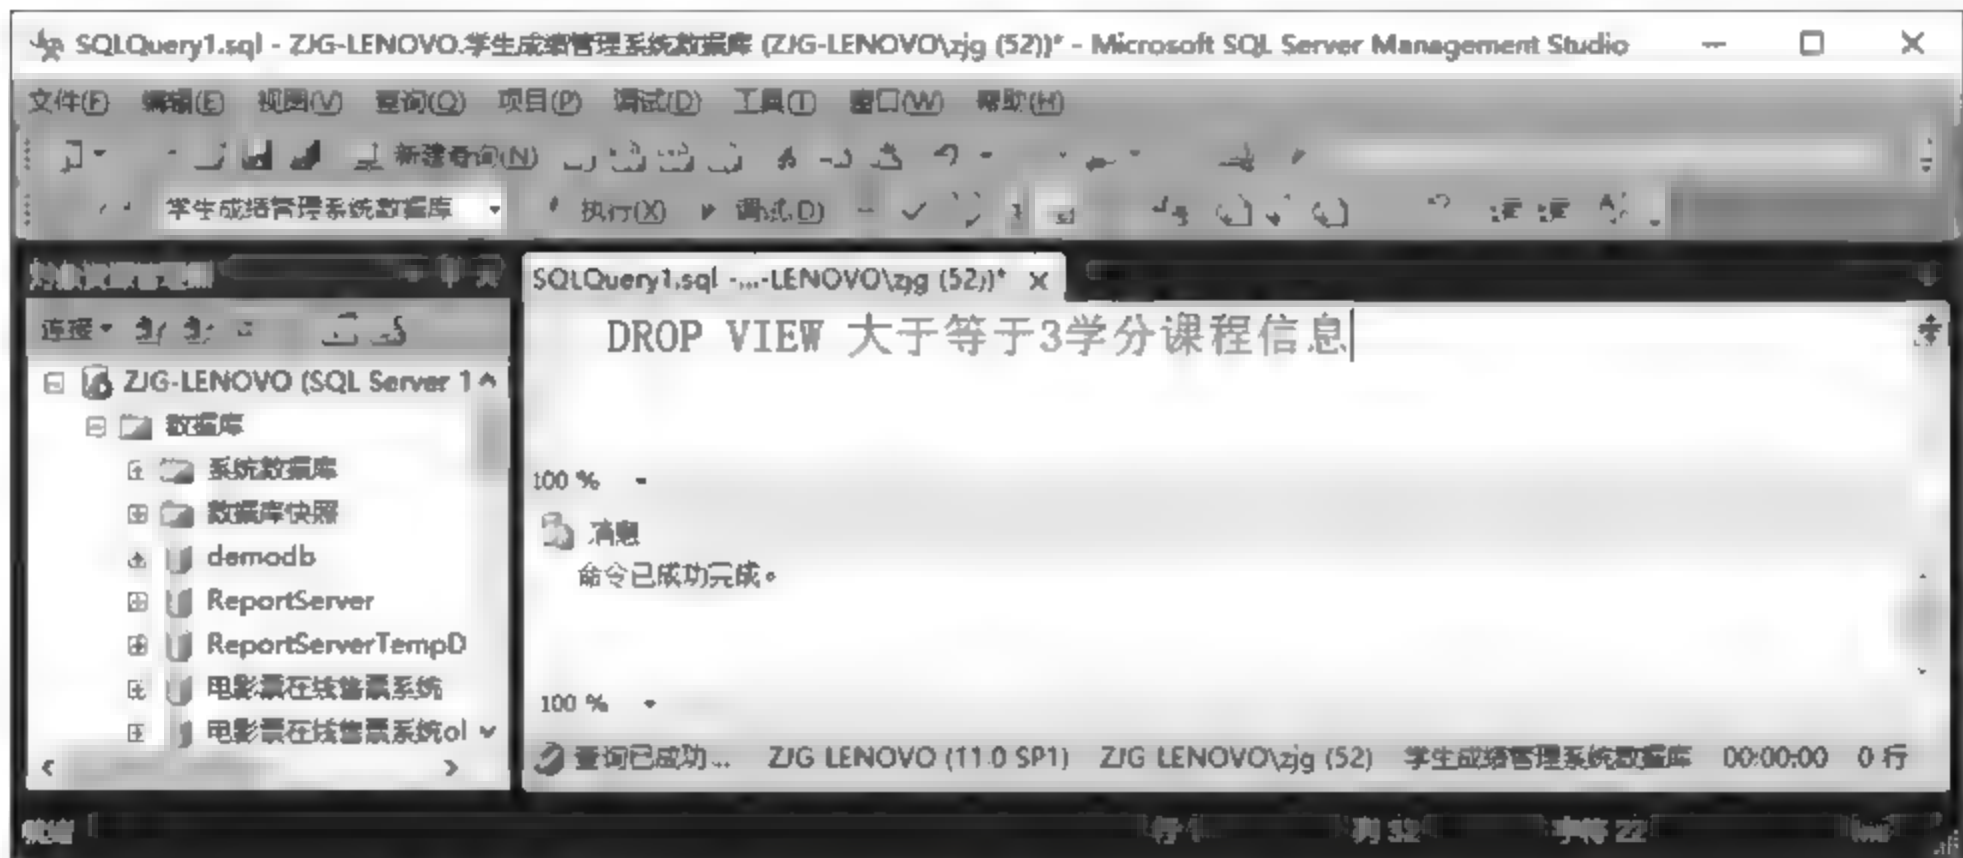 SQLQuery1.sql - ZJG-LENOVO.学生成绩管理系统数据库 (ZJG-LENOVO\zjg (52))* - Microsoft SQL Server Management Studio
文件(F) 编辑(E) 视图(V) 查询(Q) 项目(P) 调试(D) 工具(T) 窗口(W) 帮助(H)
新建查询(N)
学生成绩管理系统数据库 执行(X) 调试(D)
对象资源管理器
SQLQuery1.sql -...-LENOVO\zjg (52))*
连接
DROP VIEW 大于等于3学分课程信息
ZJG-LENOVO (SQL Server 1
数据库
系统数据库
数据库快照
demodb
ReportServer
ReportServerTempD
电影票在线售票系统
电影票在线售票系统ol
100 %
消息
命令已成功完成。
100 %
查询已成功... ZJG-LENOVO (11.0 SP1) ZJG-LENOVO\zjg (52) 学生成绩管理系统数据库 00:00:00 0 行
就绪 列 32 字符 22 Ins